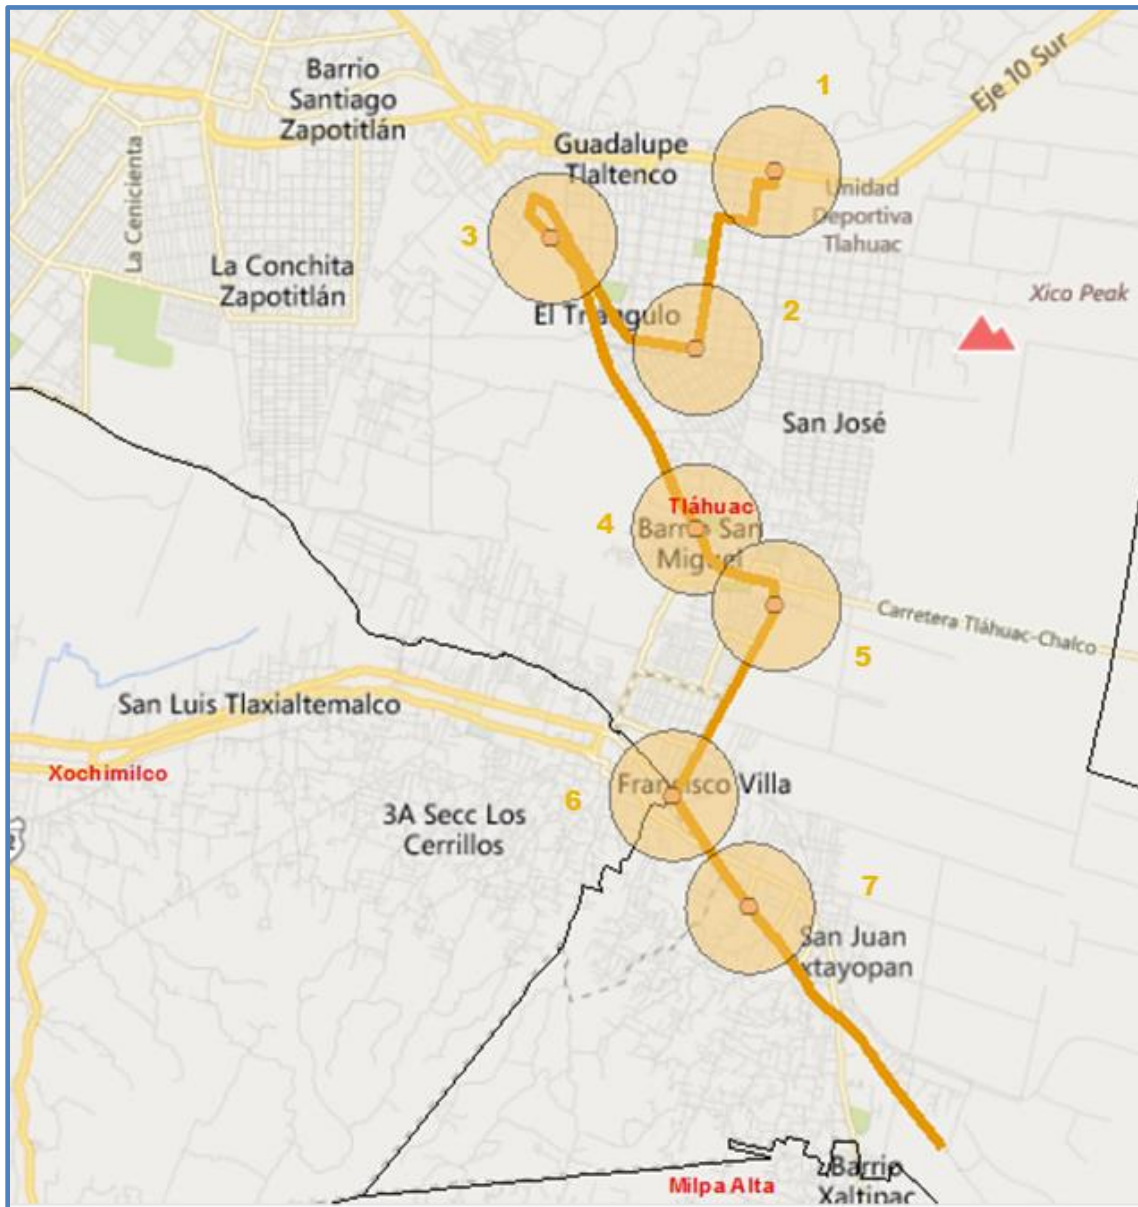 1
Eje 10 Sur
Barrio
Santiago
Zapotitlán
Guadalupe
Tlaltenco
La Cenicienta
Unidad
Deportiva
Tlahuac
3
La Conchita
Zapotitlán
Xico Peak
2
El Triangulo
San José
Tláhuac
4
Barrio San
Miguel
Carretera Tláhuac-Chalco
5
San Luis Tlaxialtemalco
Xochimilco
Francisco Villa
6
3A Secc Los
Cerrillos
7
San Juan
xtayopan
Barrio
Xaltipac
Milpa Alta